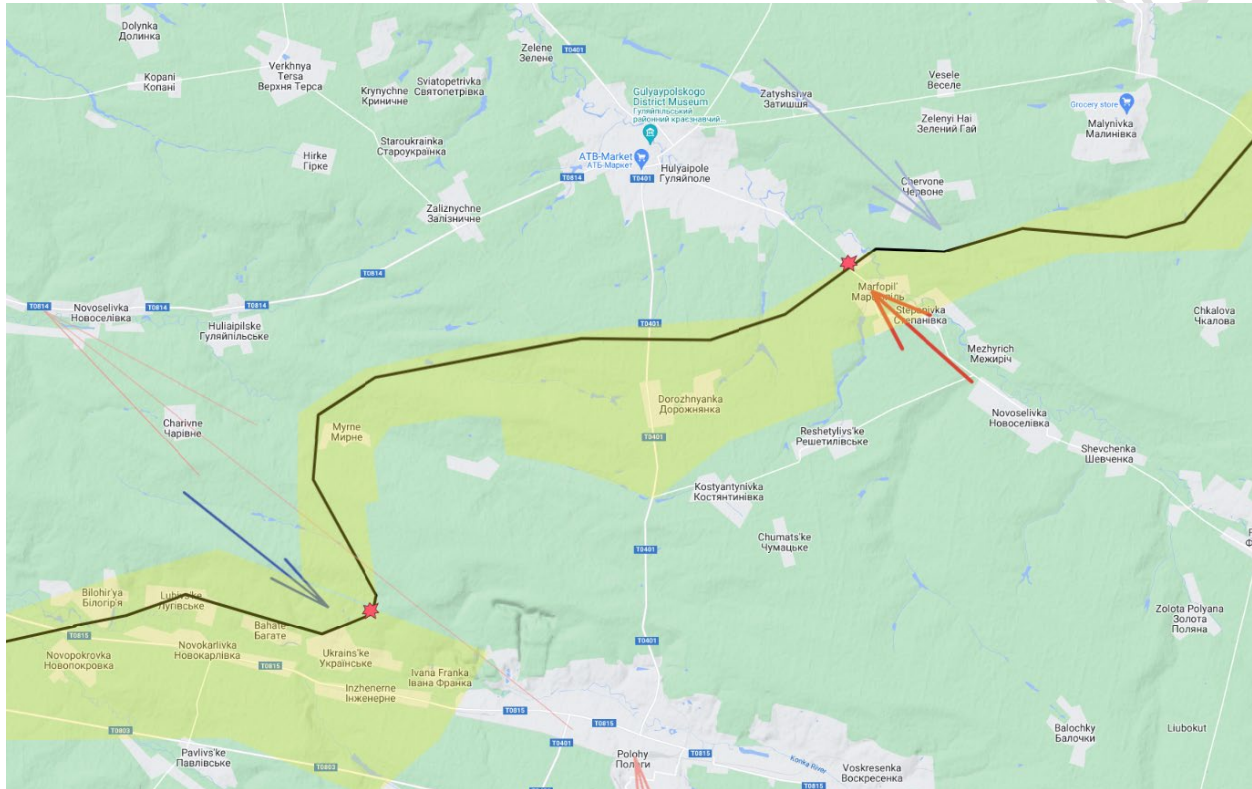 Dolynka
Долинка
Zelene
Зелене
T0401
Verkhnya
Tersa
Верхня Терса
Kopani
Копані
Krynychne
Криничне
Sviatopetrivka
Святопетрівка
Gulyaypolskogo
District Museum
Гуляйпільський
районний краєзнавчий
Zatyshshya
Затишшя
Vesele
Веселе
Grocery store
Zelenyi Hai
Зелений Гай
Malynivka
Малинівка
Staroukrainka
Староукраїнка
Hirke
Гірке
ATB-Market
АТБ-Маркет
T0401
T0814
Hulyaipole
Гуляйполе
Chervone
Червоне
Zaliznychne
Залізничне
T0814
T0814
Novoselivka
Новоселівка
T0814
T0814
Huliaipilske
Гуляйпільське
T0401
Marfopil'
Марфопіль
Stepanivka
Степанівка
Chkalova
Чкалова
Mezhyrich
Межиріч
Charivne
Чарівне
Myrne
Мирне
Dorozhnyanka
Дорожнянка
T0401
Reshetylivs'ke
Решетилівське
Novoselivka
Новоселівка
Shevchenka
Шевченка
Kostyantynivka
Костянтинівка
Chumats'ke
Чумацьке
T0401
Bilohir'ya
Білогір'я
Luhivs'ke
Лугівське
Bahate
Багате
T0815
Novokarlivka
Новокарлівка
T0815
Novopokrovka
Новопокровка
Ukrains'ke
Українське
Ivana Franka
Івана Франка
Inzhenerne
Інженерне
T0401
Zolota Polyana
Золота
Поляна
T0815
T0815
T0803
Pavlivs'ke
Павлівське
T0803
T0401
Polohy
Пологи
T0815
Konka River
Voskresenka
Воскресенка
Balochky
Балочки
Liubokut